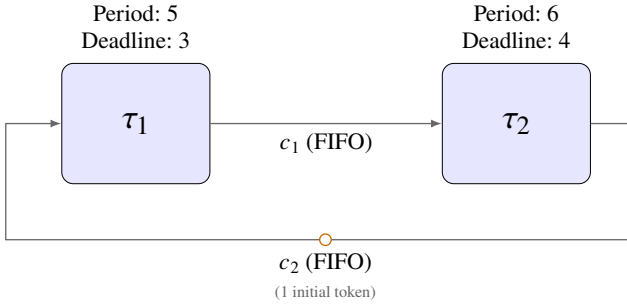 Period: 5
Deadline: 3
τ1
Period: 6
Deadline: 4
τ2
c1 (FIFO)
c2 (FIFO)
(1 initial token)